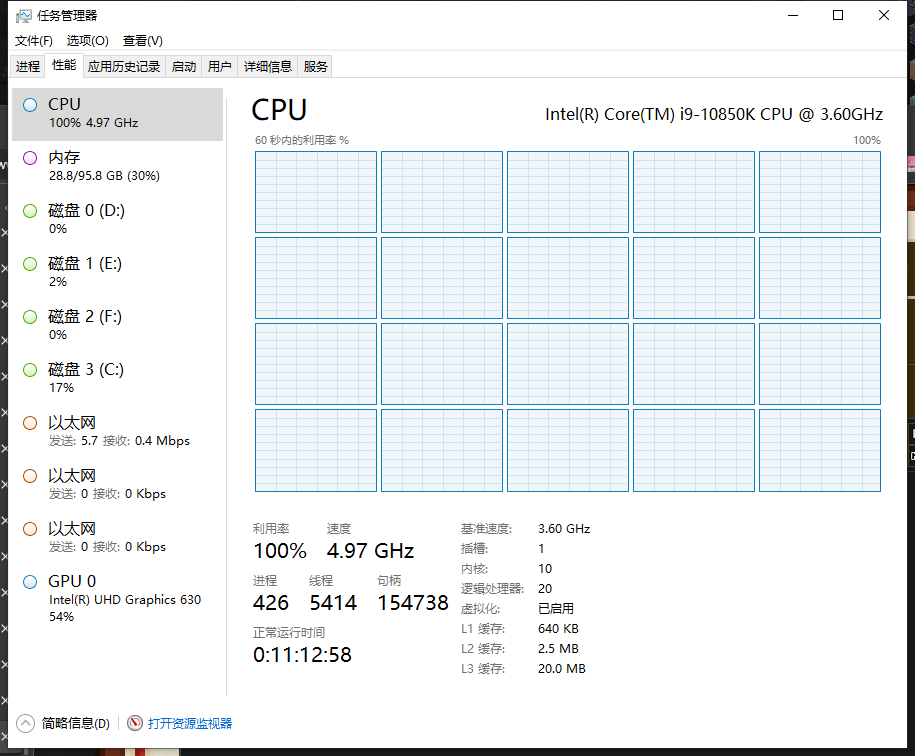 任务管理器
文件(F) 选项(O) 查看(V)
进程 性能 应用历史记录 启动 用户 详细信息 服务
CPU
100% 4.97 GHz
内存
28.8/95.8 GB (30%)
磁盘 0 (D:)
0%
磁盘 1 (E:)
2%
磁盘 2 (F:)
0%
磁盘 3 (C:)
17%
以太网
发送: 5.7 接收: 0.4 Mbps
以太网
发送: 0 接收: 0 Kbps
以太网
发送: 0 接收: 0 Kbps
GPU 0
Intel(R) UHD Graphics 630
54%
CPU
Intel(R) Core(TM) i9-10850K CPU @ 3.60GHz
60 秒内的利用率 %
100%
利用率 速度
100% 4.97 GHz
进程 线程 句柄
426 5414 154738
正常运行时间
0:11:12:58
基准速度: 3.60 GHz
插槽: 1
内核: 10
逻辑处理器: 20
虚拟化: 已启用
L1 缓存: 640 KB
L2 缓存: 2.5 MB
L3 缓存: 20.0 MB
简略信息(D)
打开资源监视器